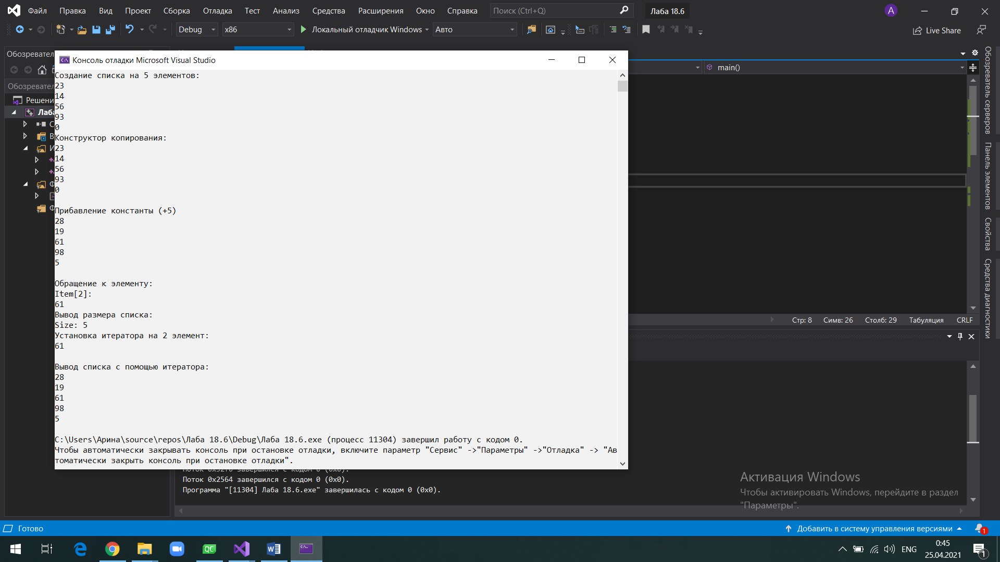 Файл Правка Вид Проект Сборка Отладка Тест Анализ Средства Расширения Окно Справка Поиск (Ctrl+Q) Лаба 18.6 A
Debug x86 Локальный отладчик Windows Авто Live Share
Обозревател
Консоль отладки Microsoft Visual Studio
main()
Обозревател
Решени
Лаба
Создание списка на 5 элементов:
23
14
56
93
0
Конструктор копирования:
23
14
56
93
0
Прибавление константы (+5)
28
19
61
98
5
Обращение к элементу:
Item[2]:
61
Вывод размера списка:
Size: 5
Установка итератора на 2 элемент:
61
Вывод списка с помощью итератора:
28
19
61
98
5
C:\Users\Арина\source\repos\Лаба 18.6\Debug\Лаба 18.6.exe (процесс 11304) завершил работу с кодом 0.
Чтобы автоматически закрывать консоль при остановке отладки, включите параметр "Сервис" ->"Параметры" ->"Отладка" -> "Ав
томатически закрыть консоль при остановке отладки".
Стр: 8 Симв: 26 Столб: 29 Табуляция CRLF
Обозреватель серверов
Панель элементов
Свойства
Средства диагностики
Поток 0x2564 завершился с кодом 0 (0x0).
Программа "[11304] Лаба 18.6.exe" завершилась с кодом 0 (0x0).
Активация Windows
Чтобы активировать Windows, перейдите в раздел
"Параметры".
Готово
Добавить в систему управления версиями 1
QC
ENG
0:45
25.04.2021
1